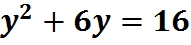 y² + 6y = 16